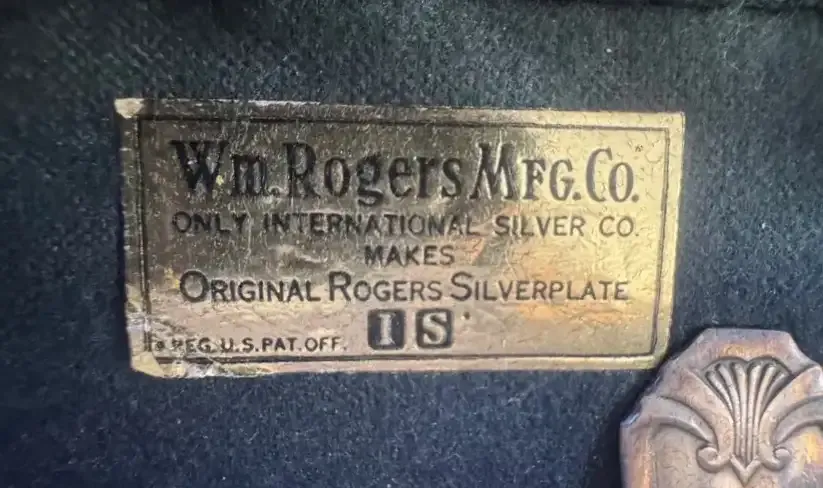 Wm. Rogers MFG. Co.
ONLY INTERNATIONAL SILVER CO.
MAKES
ORIGINAL ROGERS SILVERPLATE
REG. U.S. PAT. OFF. IS